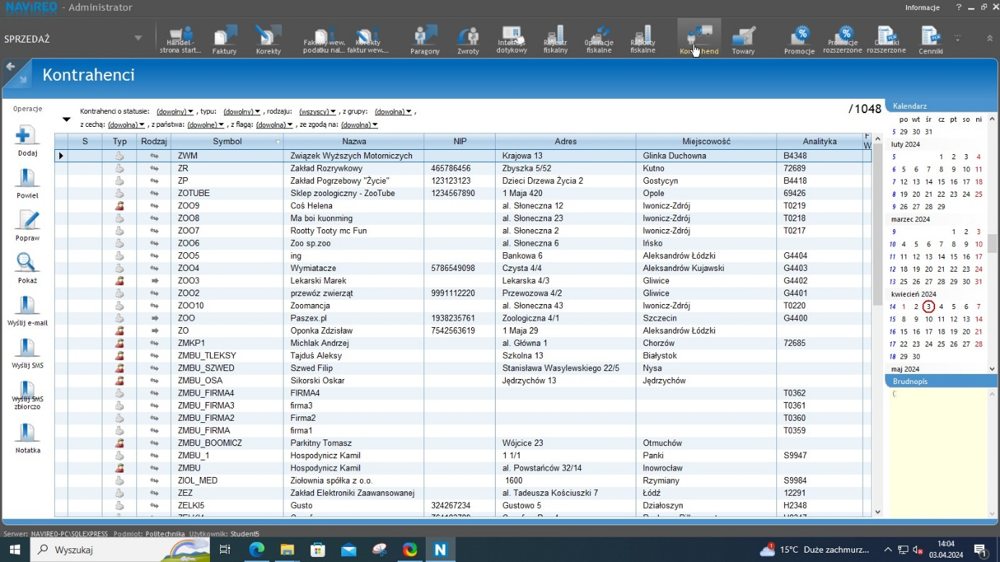 NAVIREO - Administrator
Informacje ?
SPRZEDAŻ
Handel - strona start...
Faktury
Korekty
Faktury wew. podatku nal...
Korekty faktur wew....
Paragony
Zwroty
Interfejs dotykowy
Rejestr fiskalny
Operacje fiskalne
Raporty fiskalne
Kontrahenci
Towary
Promocje
Promocje rozszerzone
Cenniki rozszerzone
Cenniki
Kontrahenci
Operacje
Dodaj
Powiel
Popraw
Pokaż
Wyślij e-mail
Wyślij SMS
Wyślij SMS zbiorczo
Notatka
Kontrahenci o statusie: (dowolny) , typu: (dowolny) , rodzaju: (wszyscy) , z grupy: (dowolna) ,
z cechą: (dowolna) , z państwa: (dowolne) , z flagą: (dowolna) , ze zgodą na: (dowolna)
/1048
S Typ Rodzaj Symbol Nazwa NIP Adres Miejscowość Analityka F W
ZWM Związek Wyższych Motorniczych Krajowa 13 Glinka Duchowna B4348
ZR Zakład Rozrywkowy 465786456 Zbyszka 5/52 Kutno 72689
ZP Zakład Pogrzebowy "Życie" 123123123 Dzieci Drzewa Życia 2 Gostycyn B4418
ZOTUBE Sklep zoologiczny - ZooTube 1234567890 1 Maja 420 Opole 69426
ZOO9 Coś Helena al. Słoneczna 12 Iwonicz-Zdrój T0219
ZOO8 Ma boi kuonming al. Słoneczna 23 Iwonicz-Zdrój T0218
ZOO7 Rootty Tooty mc Fun al. Słoneczna 2 Iwonicz-Zdrój T0217
ZOO6 Zoo sp.zoo al. Słoneczna 6 Ińsko
ZOO5 ing Bankowa 6 Aleksandrów Łódzki G4404
ZOO4 Wymiatacze 5786549098 Czysta 4/4 Aleksandrów Kujawski G4403
ZOO3 Lekarski Marek Lekarska 4/3 Gliwice G4402
ZOO2 przewóz zwierząt 9991112220 Przewozowa 4/2 Gliwice G4401
ZOO10 Zoomancja al. Słoneczna 43 Iwonicz-Zdrój T0220
ZOO Paszex.pl 1938235761 Zoologiczna 4/1 Szczecin G4400
ZO Oponka Zdzisław 7542563619 1 Maja 29 Aleksandrów Łódzki
ZMKP1 Michlak Andrzej al. Główna 1 Chorzów 72685
ZMBU_TLEKSY Tajduś Aleksy Szkolna 13 Białystok
ZMBU_SZWED Szwed Filip Stanisława Wasylewskiego 22/5 Nysa
ZMBU_OSA Sikorski Oskar Jędrzychów 13 Jędrzychów
ZMBU_FIRMA4 FIRMA4 T0362
ZMBU_FIRMA3 firma3 T0361
ZMBU_FIRMA2 Firma2 T0360
ZMBU_FIRMA firma1 T0359
ZMBU_BOOMICZ Parkitny Tomasz Wójcice 23 Otmuchów
ZMBU_1 Hospodynicz Kamil 1 1/1 Panki S9947
ZMBU Hospodynicz Kamil al. Powstańców 32/14 Inowrocław
ZIOL_MED Ziołownia spółka z o.o. 1600 Rzymiany S9984
ZEZ Zakład Elektroniki Zaawansowanej al. Tadeusza Kościuszki 7 Łódź 12291
ZELKI5 Gusto 324267234 Gustowo 5 Działoszyn H2348
Kalendarz
po wt śr cz pt so ni
5 29 30 31
luty 2024
5 1 2 3 4
6 5 6 7 8 9 10 11
7 12 13 14 15 16 17 18
8 19 20 21 22 23 24 25
9 26 27 28 29
marzec 2024
9 1 2 3
10 4 5 6 7 8 9 10
11 11 12 13 14 15 16 17
12 18 19 20 21 22 23 24
13 25 26 27 28 29 30 31
kwiecień 2024
14 1 2 3 4 5 6 7
15 8 9 10 11 12 13 14
16 15 16 17 18 19 20 21
17 22 23 24 25 26 27 28
18 29 30
maj 2024
Brudnopis
(:
Serwer: NAVIREO-PC\SQLEXPRESS Podmiot: Politechnika Użytkownik: Student5
Wyszukaj
15°C Duże zachmurz...
14:04
03.04.2024